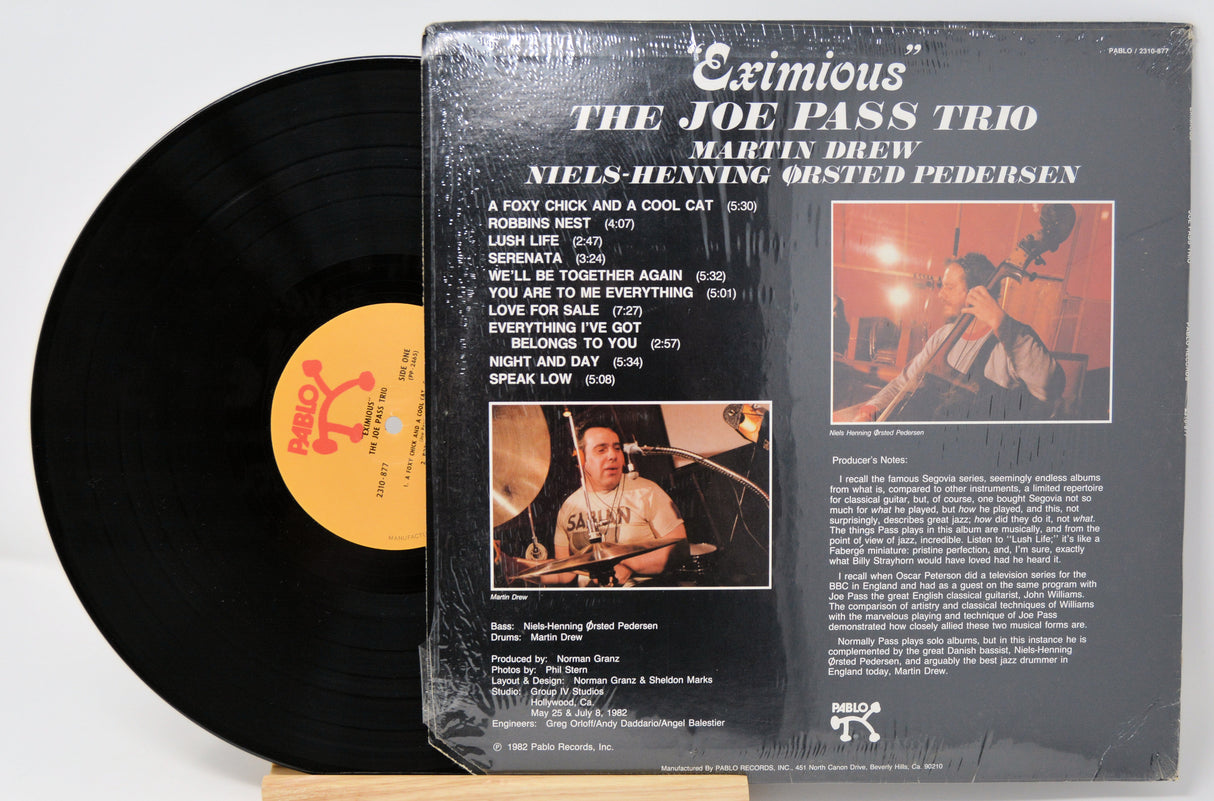 "Eximious"
PABLO / 2310-877
THE JOE PASS TRIO
MARTIN DREW
NIELS-HENNING ØRSTED PEDERSEN
A FOXY CHICK AND A COOL CAT (5:30)
ROBBINS NEST (4:07)
LUSH LIFE (2:47)
SERENATA (3:24)
WE'LL BE TOGETHER AGAIN (5:32)
YOU ARE TO ME EVERYTHING (5:01)
LOVE FOR SALE (7:27)
EVERYTHING I'VE GOT
BELONGS TO YOU (2:57)
NIGHT AND DAY (5:34)
SPEAK LOW (5:08)
Martin Drew
Bass: Niels-Henning Ørsted Pedersen
Drums: Martin Drew
Produced by: Norman Granz
Photos by: Phil Stern
Layout & Design: Norman Granz & Sheldon Marks
Studio: Group IV Studios
Hollywood, Ca.
May 25 & July 8, 1982
Engineers: Greg Orloff/Andy Daddario/Angel Balestier
℗ 1982 Pablo Records, Inc.
Niels Henning Ørsted Pedersen
Producer's Notes:
I recall the famous Segovia series, seemingly endless albums
from what is, compared to other instruments, a limited repertoire
for classical guitar, but, of course, one bought Segovia not so
much for what he played, but how he played, and this, not
surprisingly, describes great jazz; how did they do it, not what.
The things Pass plays in this album are musically, and from the
point of view of jazz, incredible. Listen to "Lush Life;" it's like a
Fabergé miniature: pristine perfection, and, I'm sure, exactly
what Billy Strayhorn would have loved had he heard it.
I recall when Oscar Peterson did a television series for the
BBC in England and had as a guest on the same program with
Joe Pass the great English classical guitarist, John Williams.
The comparison of artistry and classical techniques of Williams
with the marvelous playing and technique of Joe Pass
demonstrated how closely allied these two musical forms are.
Normally Pass plays solo albums, but in this instance he is
complemented by the great Danish bassist, Niels-Henning
Ørsted Pedersen, and arguably the best jazz drummer in
England today, Martin Drew.
PABLO
Manufactured By PABLO RECORDS, INC., 451 North Canon Drive, Beverly Hills, Ca. 90210
PABLO
"EXIMIOUS"
THE JOE PASS TRIO
2310-877
SIDE ONE
(PP-2465)
1. A FOXY CHICK AND A COOL CAT